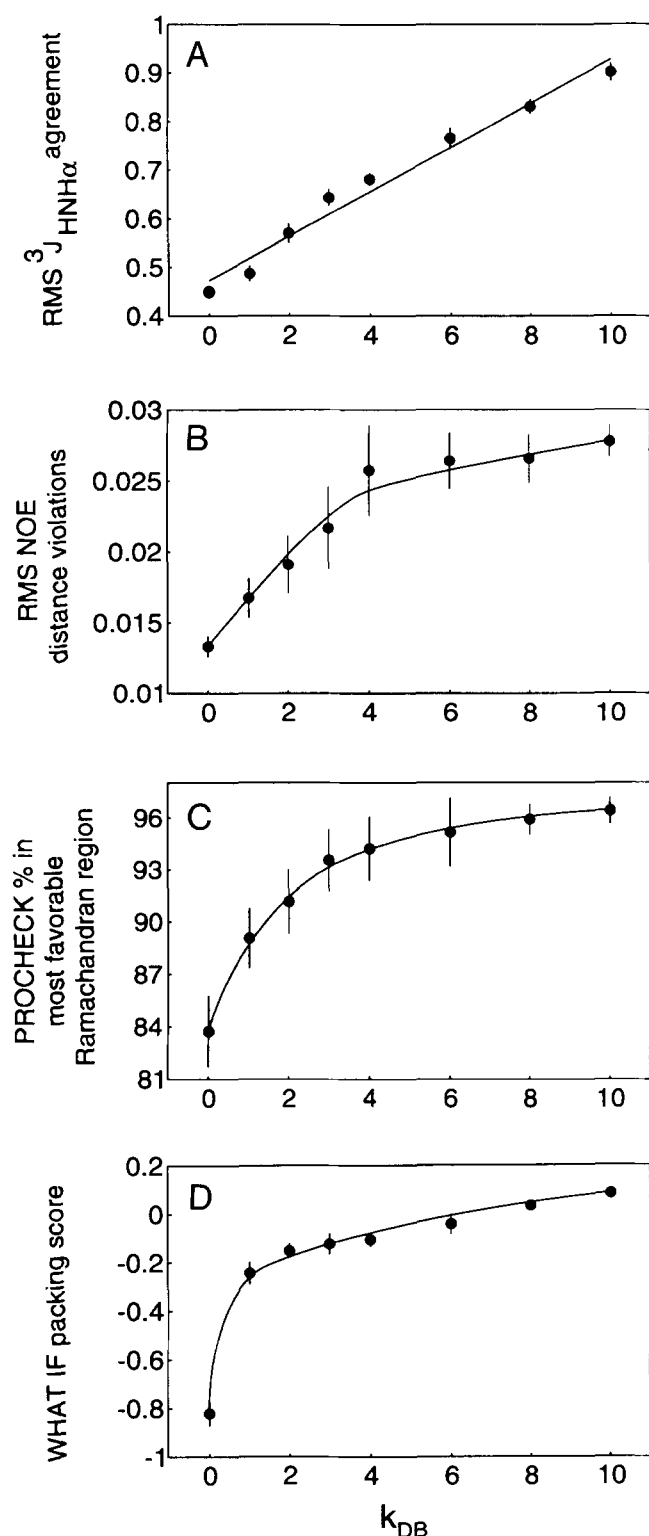 A
RMS ³J HNHα agreement
1
0.9
0.8
0.7
0.6
0.5
0.4
0 2 4 6 8 10
B
RMS NOE
distance violations
0.03
0.025
0.02
0.015
0.01
0 2 4 6 8 10
C
PROCHECK % in
most favorable
Ramachandran region
96
93
90
87
84
81
0 2 4 6 8 10
D
WHAT IF packing score
0.2
0
-0.2
-0.4
-0.6
-0.8
-1
0 2 4 6 8 10
kDB